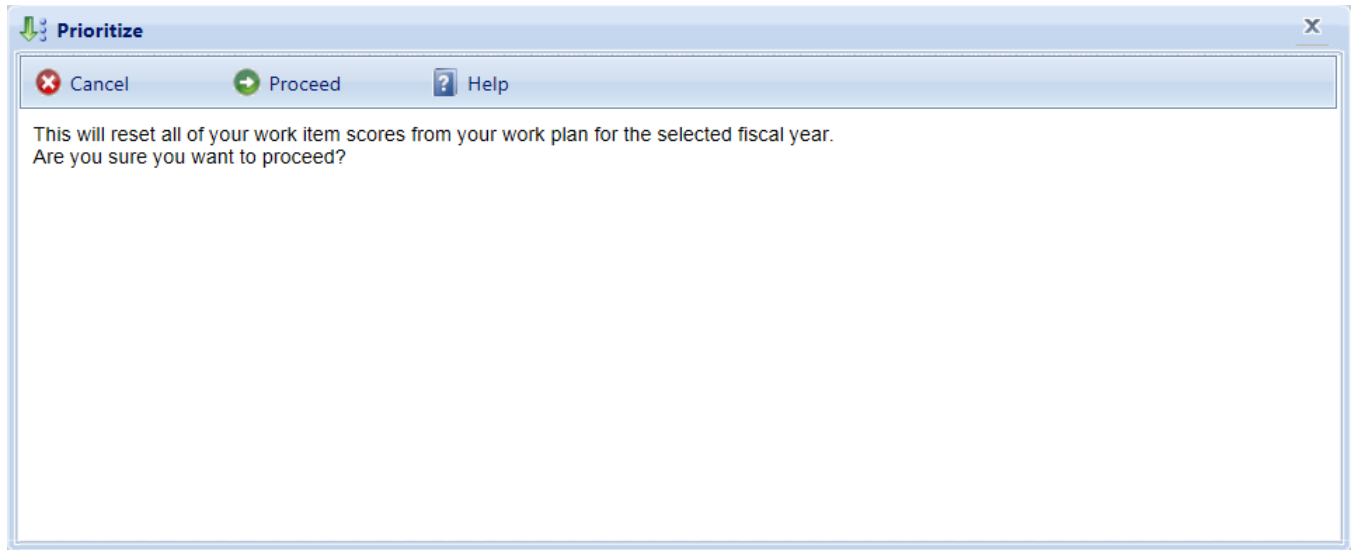 Prioritize
X
Cancel Proceed ? Help
This will reset all of your work item scores from your work plan for the selected fiscal year.
Are you sure you want to proceed?